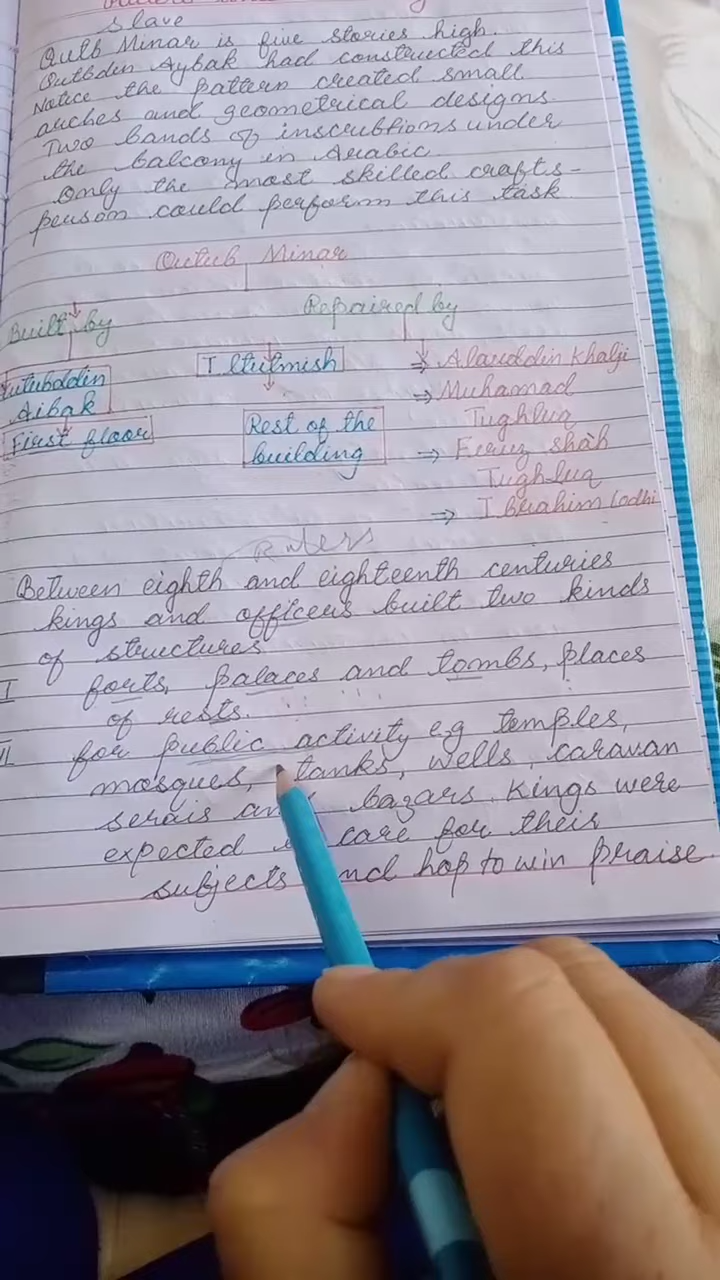 slave
Qutb Minar is five stories high.
Qutbdin Aybak had constructed this
Notice the pattern created small
arches and geometrical designs.
Two bands of inscrubtions under
the balcony in Arabic
Only the most skilled crafts-
person could perform this task
Qutub Minar
Built by
Repaired by
Qutubddin
Aibak
First floor
Iltutmish
Rest of the
building
→ Alauddin Khalji
⇒ Muhamad
Tughluq
→ Feruz shah
Tughluq
⇒ Ibrahim Lodhi
Rulers
Between eighth and eighteenth centuries
kings and officers built two kinds
of structures
I forts, palaces and tombs, places
of rests.
II for public activity e.g temples,
mosques, tanks, wells, caravan
serais and bazars. Kings were
expected care for their
subjects and hop to win praise.